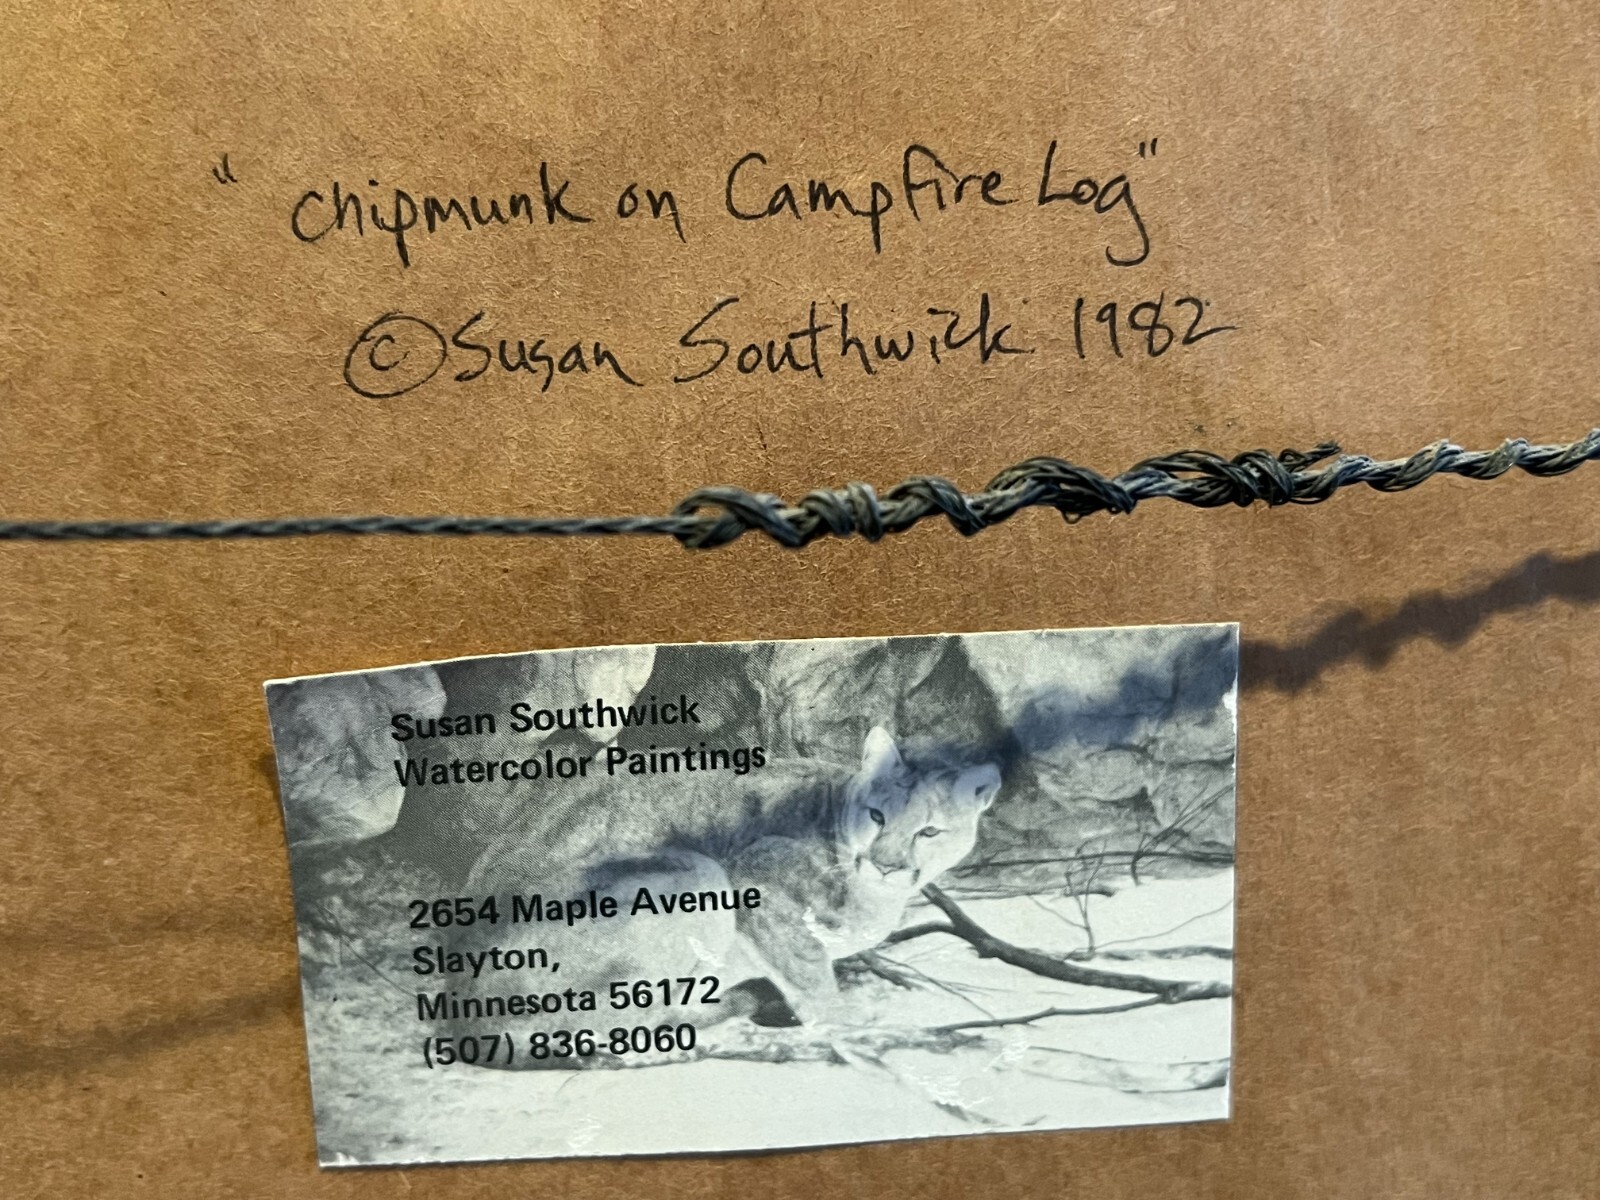 "Chipmunk on Campfire Log"
©Susan Southwick 1982
Susan Southwick
Watercolor Paintings
2654 Maple Avenue
Slayton,
Minnesota 56172
(507) 836-8060